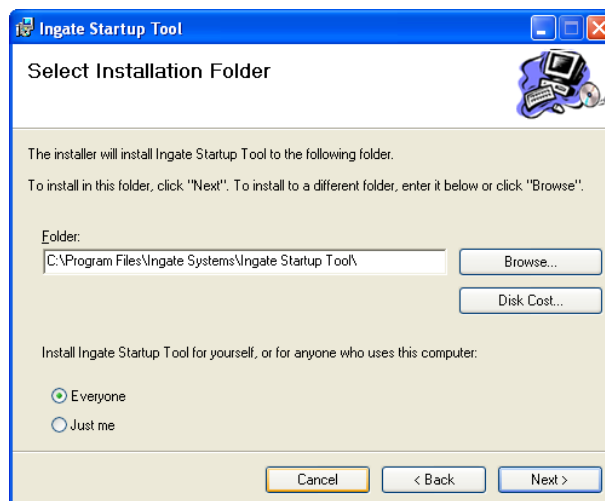 Ingate Startup Tool
Select Installation Folder
The installer will install Ingate Startup Tool to the following folder.
To install in this folder, click "Next". To install to a different folder, enter it below or click "Browse".
Folder:
C:\Program Files\Ingate Systems\Ingate Startup Tool\
Browse...
Disk Cost...
Install Ingate Startup Tool for yourself, or for anyone who uses this computer:
Everyone
Just me
Cancel
< Back
Next >